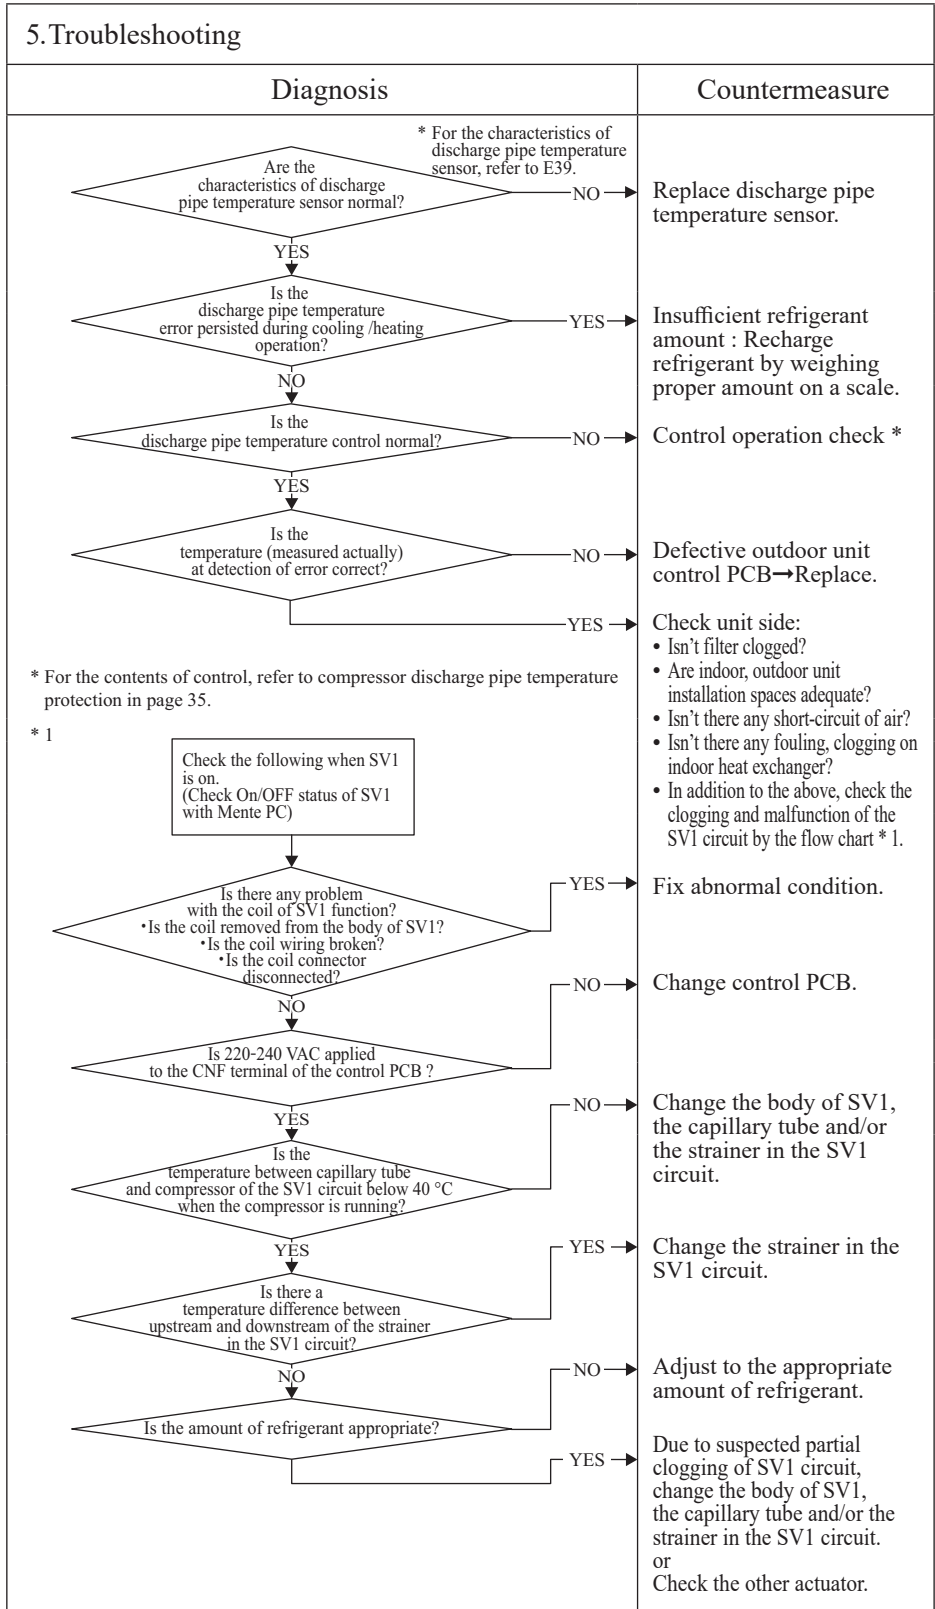 5.Troubleshooting
Diagnosis
Countermeasure
* For the characteristics of
discharge pipe temperature
sensor, refer to E39.
Are the
characteristics of discharge
pipe temperature sensor normal?
NO
Replace discharge pipe
temperature sensor.
YES
Is the
discharge pipe temperature
error persisted during cooling /heating
operation?
YES
Insufficient refrigerant
amount : Recharge
refrigerant by weighing
proper amount on a scale.
NO
Is the
discharge pipe temperature control normal?
NO
Control operation check *
YES
Is the
temperature (measured actually)
at detection of error correct?
NO
Defective outdoor unit
control PCB→Replace.
YES
Check unit side:
• Isn't filter clogged?
• Are indoor, outdoor unit
installation spaces adequate?
• Isn't there any short-circuit of air?
• Isn't there any fouling, clogging on
indoor heat exchanger?
• In addition to the above, check the
clogging and malfunction of the
SV1 circuit by the flow chart * 1.
* For the contents of control, refer to compressor discharge pipe temperature
protection in page 35.
* 1
Check the following when SV1
is on.
(Check On/OFF status of SV1
with Mente PC)
Is there any problem
with the coil of SV1 function?
•Is the coil removed from the body of SV1?
•Is the coil wiring broken?
•Is the coil connector
disconnected?
YES
Fix abnormal condition.
NO
Is 220-240 VAC applied
to the CNF terminal of the control PCB ?
NO
Change control PCB.
YES
Is the
temperature between capillary tube
and compressor of the SV1 circuit below 40 °C
when the compressor is running?
NO
Change the body of SV1,
the capillary tube and/or
the strainer in the SV1
circuit.
YES
Is there a
temperature difference between
upstream and downstream of the strainer
in the SV1 circuit?
YES
Change the strainer in the
SV1 circuit.
NO
Is the amount of refrigerant appropriate?
NO
Adjust to the appropriate
amount of refrigerant.
YES
Due to suspected partial
clogging of SV1 circuit,
change the body of SV1,
the capillary tube and/or the
strainer in the SV1 circuit.
or
Check the other actuator.